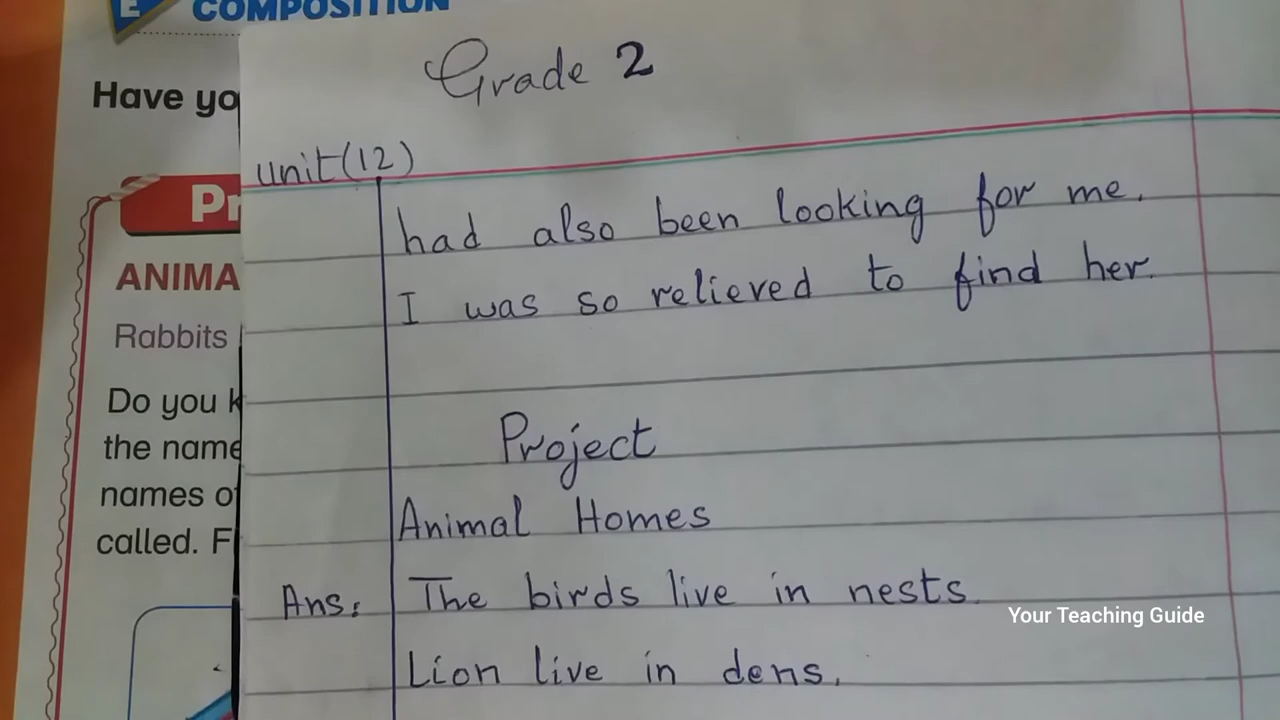 E COMPOSITION
Have yo
Pr
ANIMA
Rabbits
Do you k
the name
names of
called. F
Grade 2
unit(12)
had also been looking for me.
I was so relieved to find her.
Project
Animal Homes
Ans: The birds live in nests.
Lion live in dens.
Your Teaching Guide